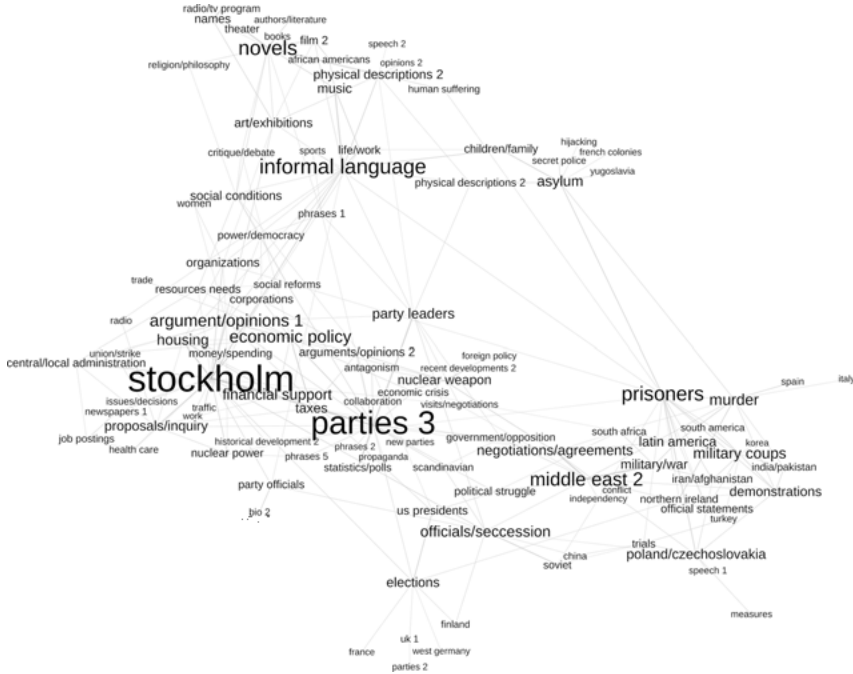 radio/tv program
names
authors/literature
theater
books
film 2
novels
speech 2
african americans
opinions 2
religion/philosophy
physical descriptions 2
music
human suffering
art/exhibitions
critique/debate
sports
life/work
children/family
hijacking
french colonies
secret police
informal language
yugoslavia
physical descriptions 2
asylum
social conditions
women
phrases 1
power/democracy
organizations
trade
resources needs
social reforms
corporations
radio
argument/opinions 1
party leaders
housing
economic policy
union/strike
money/spending
arguments/opinions 2
foreign policy
central/local administration
antagonism
recent developments 2
stockholm
nuclear weapon
spain
italy
financial support
economic crisis
prisoners
murder
issues/decisions
traffic
taxes
collaboration
visits/negotiations
newspapers 1
work
parties 3
proposals/inquiry
south africa
south america
job postings
historical development 2
phrases 2
new parties
government/opposition
latin america
korea
health care
nuclear power
phrases 5
propaganda
negotiations/agreements
military coups
statistics/polls
scandinavian
military/war
india/pakistan
party officials
middle east 2
iran/afghanistan
political struggle
conflict
demonstrations
independency
northern ireland
bio 2
us presidents
official statements
turkey
officials/seccession
trials
china
poland/czechoslovakia
soviet
speech 1
elections
measures
finland
uk 1
france
west germany
parties 2